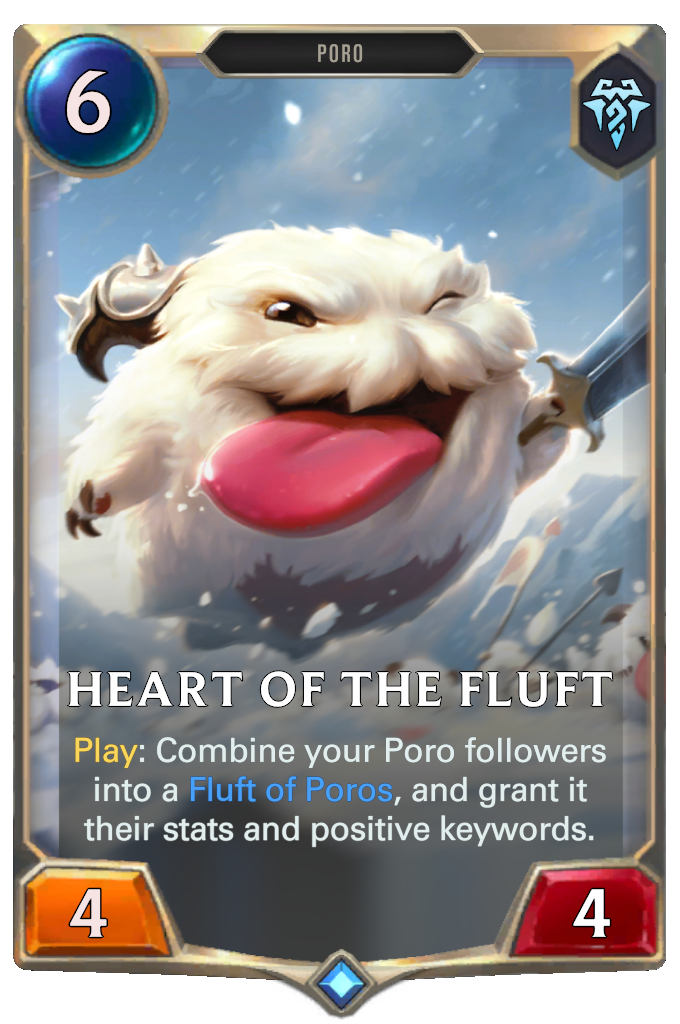 PORO
6
HEART OF THE FLUFT
Play: Combine your Poro followers
into a Fluft of Poros, and grant it
their stats and positive keywords.
4
4